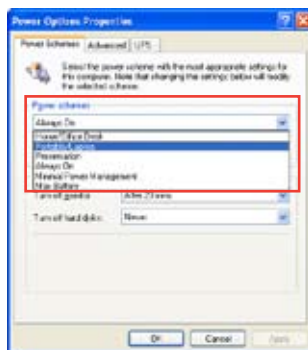 Power Options Properties
Power Schemes Advanced UPS
Select the power scheme with the most appropriate settings for
this computer. Note that changing the settings below will modify
the selected scheme.
Power schemes
Always On
Home/Office Desk
Portable/Laptop
Presentation
Always On
Minimal Power Management
Max Battery
Turn off monitor: After 20 mins
Turn off hard disks: Never
OK Cancel Apply